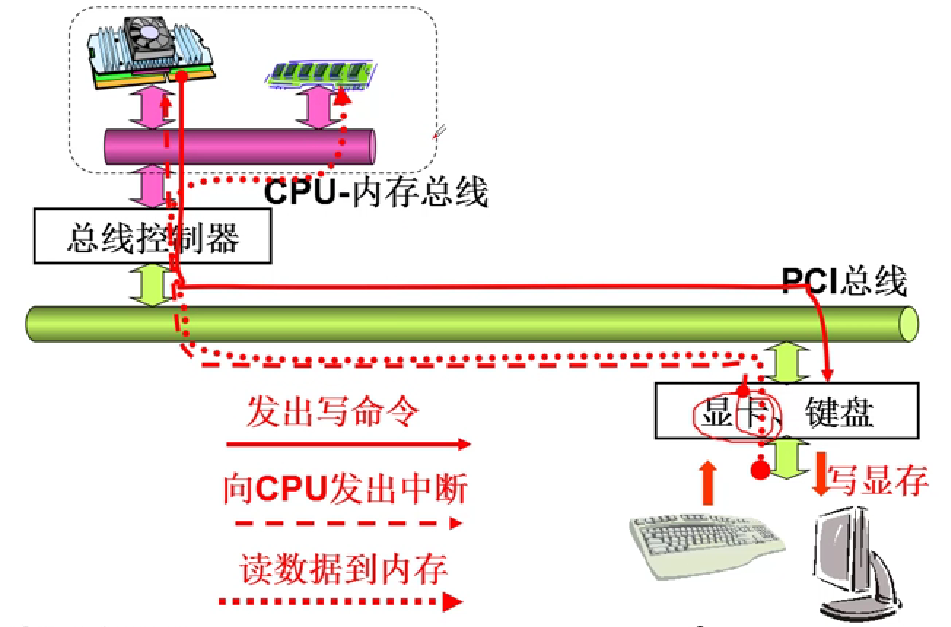 CPU-内存总线
总线控制器
PCI总线
显卡、键盘
发出写命令
向CPU发出中断
写显存
读数据到内存